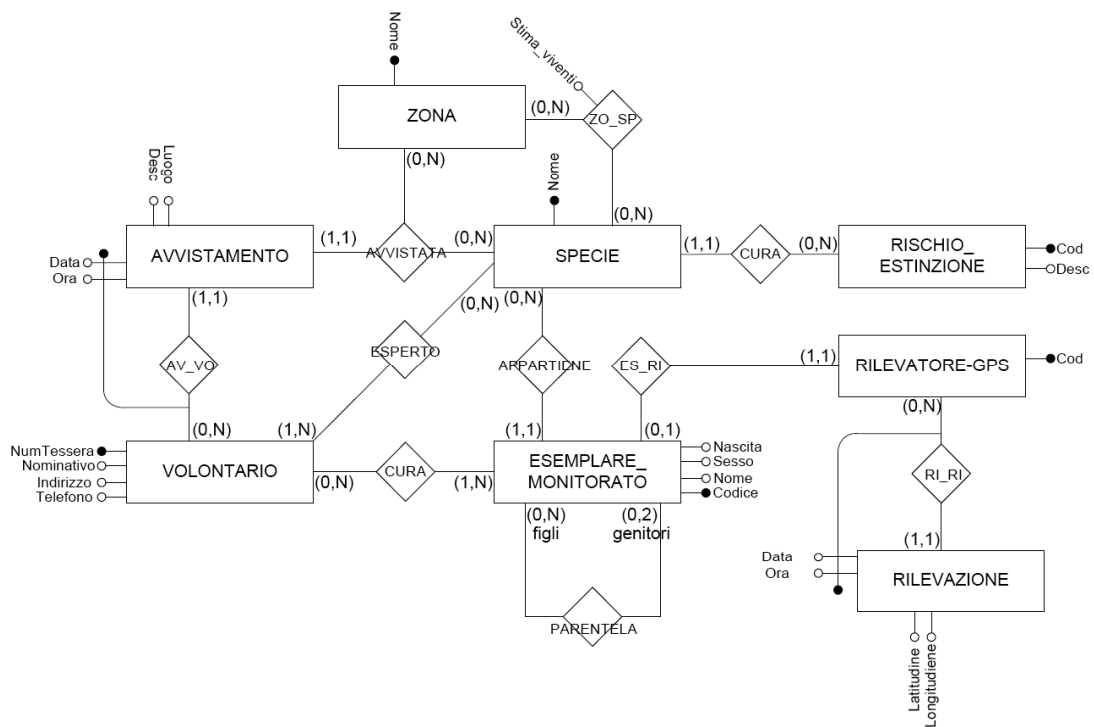 Nome
ZONA
(0,N)
(0,N)
Stima_viventi
ZO_SP
(0,N)
Nome
Desc
Luogo
Data
Ora
AVVISTAMENTO
(1,1)
(1,1)
AVVISTATA
(0,N)
SPECIE
(0,N)
(0,N)
(1,1)
CURA
(0,N)
RISCHIO_
ESTINZIONE
Cod
Desc
AV_VO
ESPERTO
APPARTIENE
ES_RI
(1,1)
RILEVATORE-GPS
Cod
(0,N)
(0,N)
(1,N)
(1,1)
(0,1)
NumTessera
Nominativo
Indirizzo
Telefono
VOLONTARIO
(0,N)
CURA
(1,N)
ESEMPLARE_
MONITORATO
Nascita
Sesso
Nome
Codice
(0,N)
figli
(0,2)
genitori
PARENTELA
RI_RI
(1,1)
Data
Ora
RILEVAZIONE
Latitudine
Longitudiene